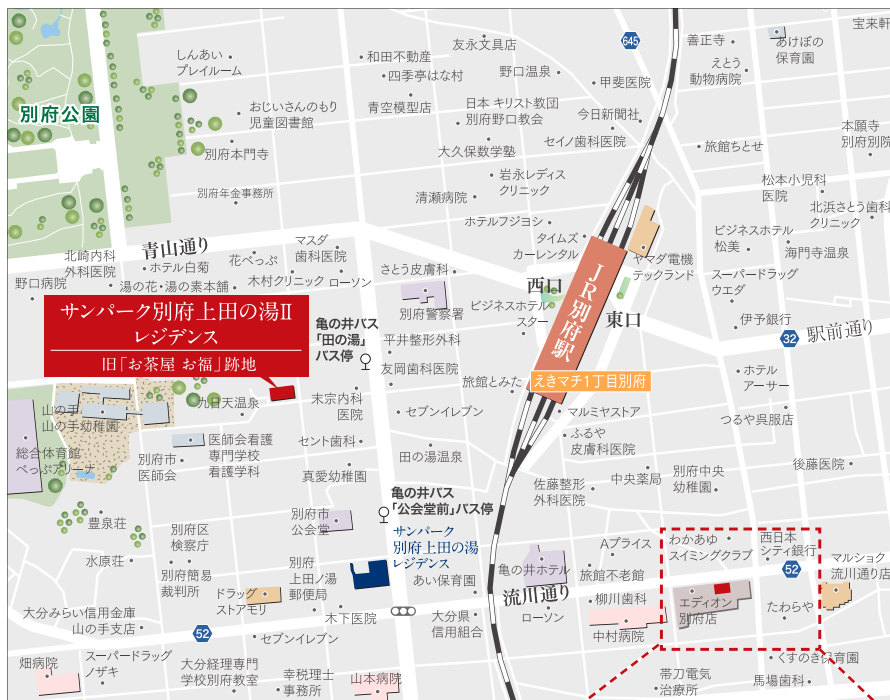 宝来軒
善正寺
あけぼの
保育園
645
友永文具店
和田不動産
しんあい
プレイルーム
四季亭はな村
野口温泉
えとう
動物病院
甲斐医院
別府公園
おじいさんのもり
児童図書館
青空模型店
日本 キリスト教団
別府野口教会
今日新聞社
セイノ歯科医院
本願寺
別府別院
別府本門寺
大久保数学塾
旅館ちとせ
岩永レディス
クリニック
松本小児科
医院
別府年金事務所
清瀬病院
北浜さとう歯科
クリニック
ホテルフジヨシ
青山通り
マスダ
歯科医院
タイムズ
カーレンタル
ビジネスホテル
松美
海門寺温泉
北崎内科
外科医院
ホテル白菊
花べっぷ
ヤマダ電機
テックランド
さとう皮膚科
スーパードラッグ
ウエダ
野口病院
湯の花・湯の素本舗
木村クリニック
ローソン
西口
JR別府駅
東口
別府警察署
ビジネスホテル
スター
サンパーク別府上田の湯II
レジデンス
旧「お茶屋 お福」跡地
亀の井バス
「田の湯」
バス停
伊予銀行
駅前通り
32
平井整形外科
友岡歯科医院
旅館とみた
えきマチ1丁目別府
ホテル
アーサー
山の手
山の手幼稚園
九日天温泉
末宗内科
医院
セブンイレブン
マルミヤストア
つるや呉服店
ふるや
皮膚科医院
総合体育館
べっぷアリーナ
別府市
医師会
医師会看護
専門学校
看護学科
セント歯科
田の湯温泉
真愛幼稚園
中央薬局
別府中央
幼稚園
後藤医院
佐藤整形
外科医院
亀の井バス
「公会堂前」バス停
豊泉荘
別府市
公会堂
別府区
検察庁
サンパーク
別府上田の湯
レジデンス
Aプライス
わかあゆ
スイミングクラブ
西日本
シティ銀行
水原荘
別府簡易
裁判所
別府
上田ノ湯
郵便局
あい保育園
亀の井ホテル
旅館不老館
52
マルショク
流川通り店
流川通り
ドラッグ
ストアモリ
柳川歯科
エディオン
別府店
たわらや
大分みらい信用金庫
山の手支店
木下医院
大分県
信用組合
ローソン
中村病院
52
セブンイレブン
くすのき保育園
畑病院
スーパードラッグ
ノザキ
大分経理専門
学校別府教室
幸税理士
事務所
山本病院
帯刀電気
治療所
馬場歯科